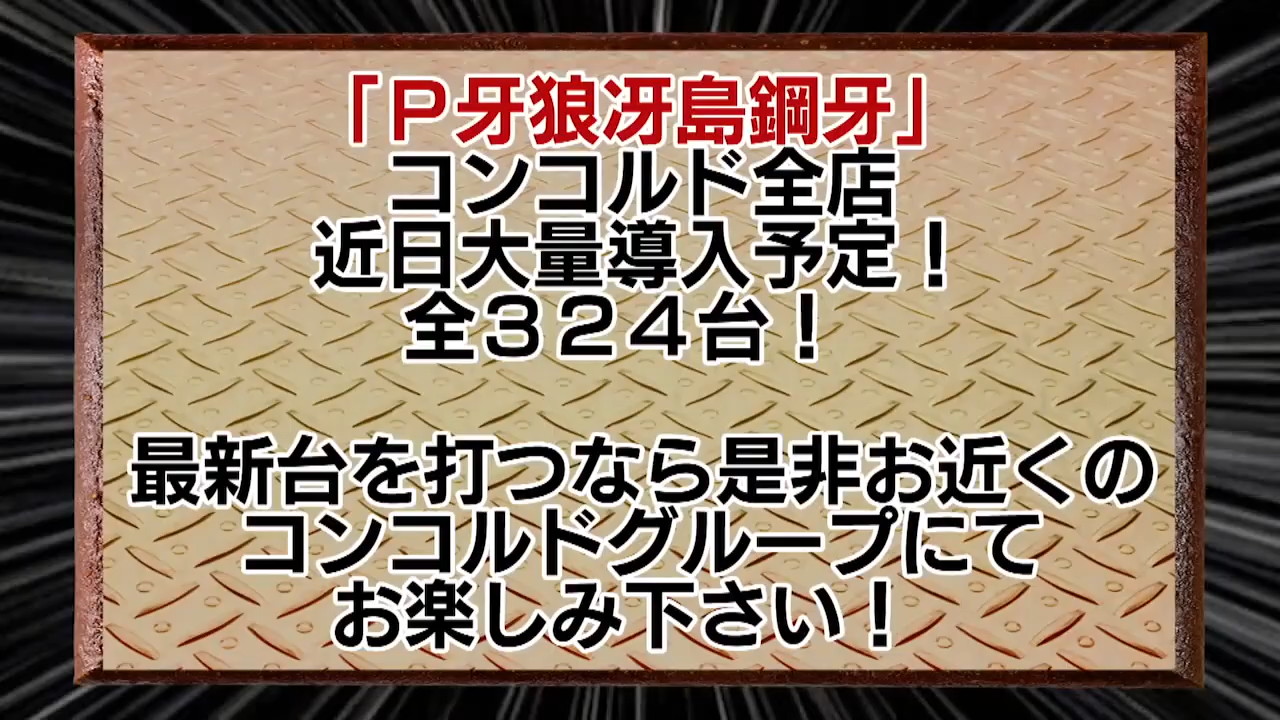 「Ｐ牙狼冴島鋼牙」
コンコルド全店
近日大量導入予定！
全３２４台！
最新台を打つなら是非お近くの
コンコルドグループにて
お楽しみ下さい！